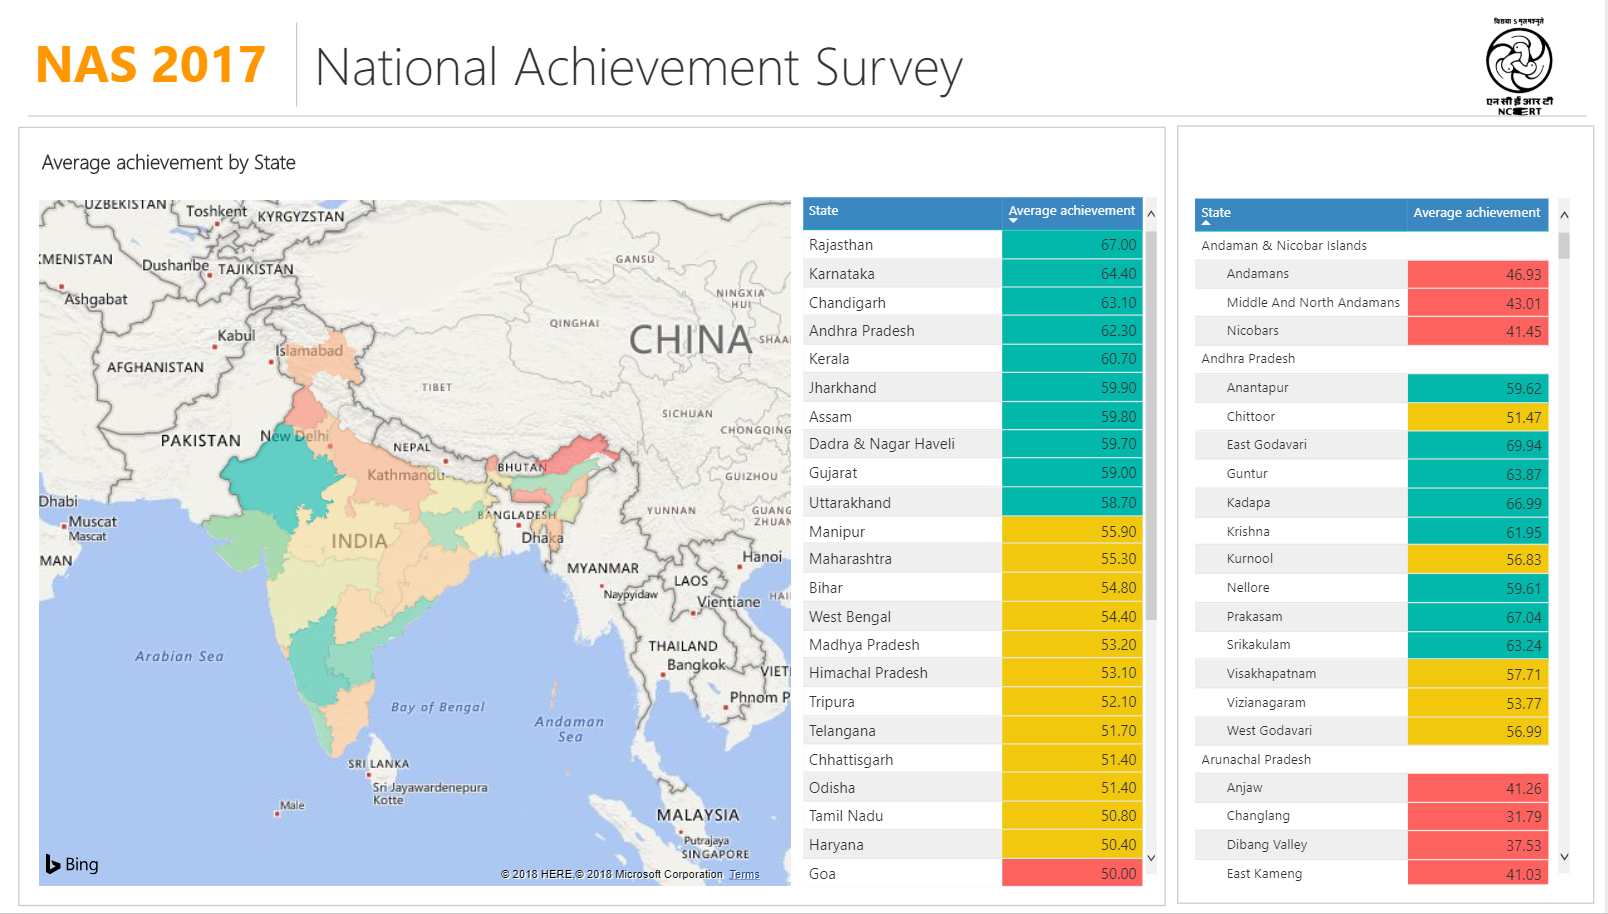 NAS 2017
National Achievement Survey
एन सी ई आर टी
NCERT
Average achievement by State
UZBEKISTAN
Toshkent
KYRGYZSTAN
KMENISTAN
Dushanbe
TAJIKISTAN
Ashgabat
GANSU
NINGXIA
HUI
QINGHAI
CHINA
SHAA
Kabul
Islamabad
AFGHANISTAN
TIBET
SICHUAN
CHONGQING
PAKISTAN
New Delhi
NEPAL
Kathmandu
BHUTAN
GUIZHOU
Dhabi
Muscat
Mascat
MAN
BANGLADESH
Dhaka
YUNNAN
GUANG
ZHUAN
INDIA
Hanoi
MYANMAR
LAOS
Naypyidaw
Vientiane
HAI
Arabian Sea
THAILAND
Bangkok
VIET
Phnom P
Bay of Bengal
Andaman
Sea
SRI LANKA
Sri Jayawardenepura
Kotte
Male
MALAYSIA
Putrajaya
SINGAPORE
Bing
© 2018 HERE, © 2018 Microsoft Corporation Terms
State Average achievement
Rajasthan 67.00
Karnataka 64.40
Chandigarh 63.10
Andhra Pradesh 62.30
Kerala 60.70
Jharkhand 59.90
Assam 59.80
Dadra & Nagar Haveli 59.70
Gujarat 59.00
Uttarakhand 58.70
Manipur 55.90
Maharashtra 55.30
Bihar 54.80
West Bengal 54.40
Madhya Pradesh 53.20
Himachal Pradesh 53.10
Tripura 52.10
Telangana 51.70
Chhattisgarh 51.40
Odisha 51.40
Tamil Nadu 50.80
Haryana 50.40
Goa 50.00
State Average achievement
Andaman & Nicobar Islands
Andamans 46.93
Middle And North Andamans 43.01
Nicobars 41.45
Andhra Pradesh
Anantapur 59.62
Chittoor 51.47
East Godavari 69.94
Guntur 63.87
Kadapa 66.99
Krishna 61.95
Kurnool 56.83
Nellore 59.61
Prakasam 67.04
Srikakulam 63.24
Visakhapatnam 57.71
Vizianagaram 53.77
West Godavari 56.99
Arunachal Pradesh
Anjaw 41.26
Changlang 31.79
Dibang Valley 37.53
East Kameng 41.03